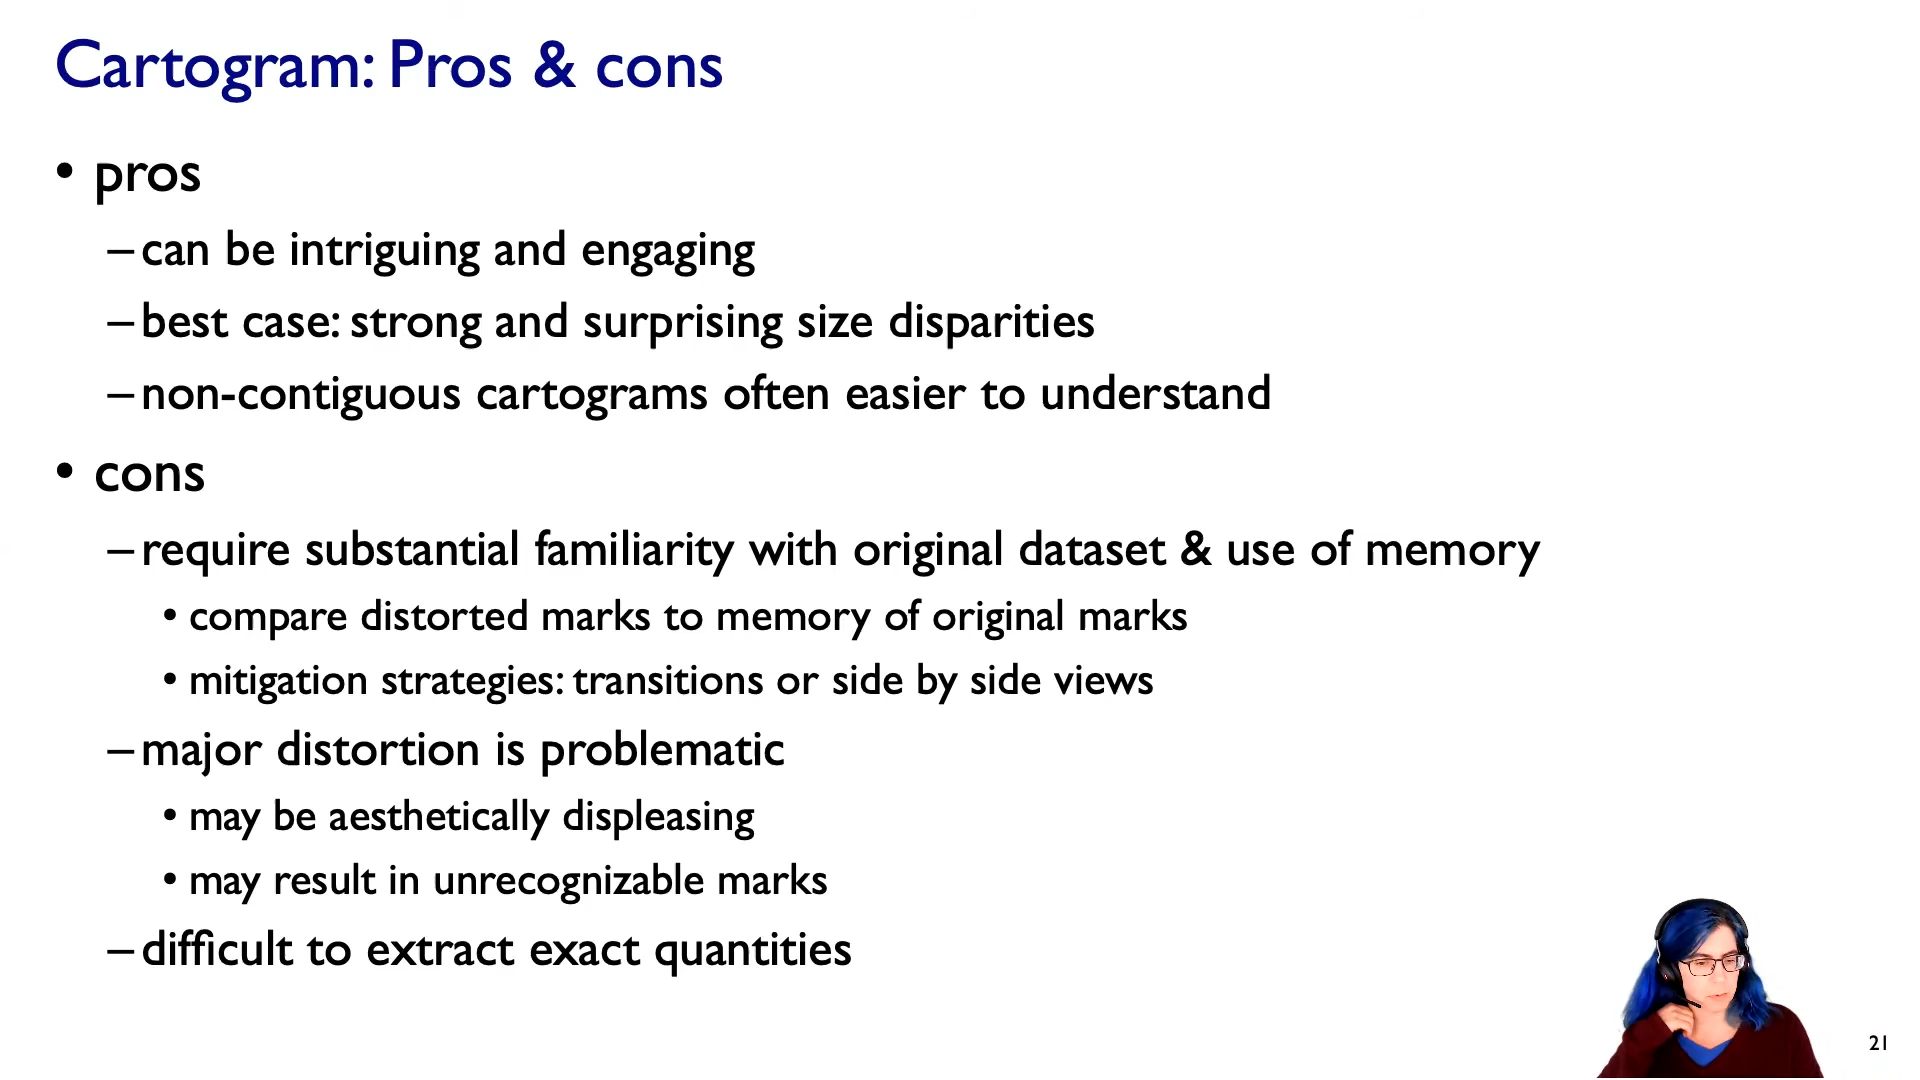 Cartogram: Pros & cons
• pros
–can be intriguing and engaging
–best case: strong and surprising size disparities
–non-contiguous cartograms often easier to understand
• cons
–require substantial familiarity with original dataset & use of memory
• compare distorted marks to memory of original marks
• mitigation strategies: transitions or side by side views
–major distortion is problematic
• may be aesthetically displeasing
• may result in unrecognizable marks
–difficult to extract exact quantities
21